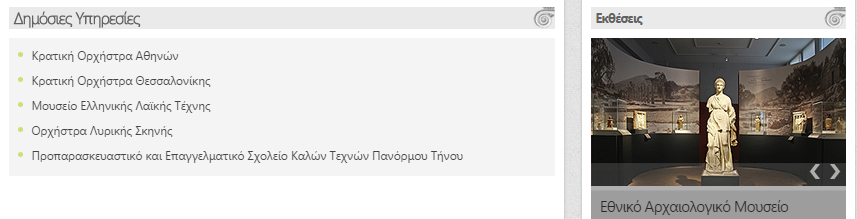 Δημόσιες Υπηρεσίες
Κρατική Ορχήστρα Αθηνών
Κρατική Ορχήστρα Θεσσαλονίκης
Μουσείο Ελληνικής Λαϊκής Τέχνης
Ορχήστρα Λυρικής Σκηνής
Προπαρασκευαστικό και Επαγγελματικό Σχολείο Καλών Τεχνών Πανόρμου Τήνου
Εκθέσεις
Εθνικό Αρχαιολογικό Μουσείο